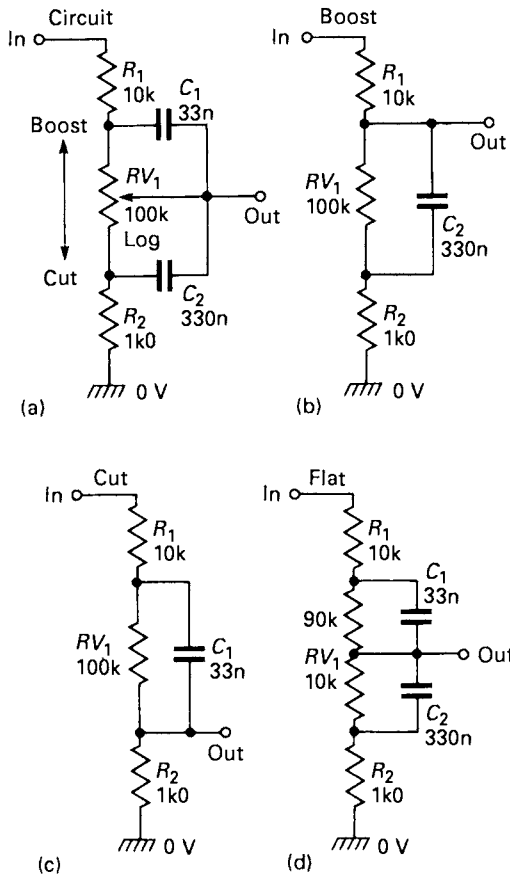 Circuit
In
R1
10k
C1
33n
Boost
RV1
100k
Out
Log
Cut
C2
330n
R2
1k0
0 V
(a)
Boost
In
R1
10k
Out
RV1
100k
C2
330n
R2
1k0
0 V
(b)
Cut
In
R1
10k
RV1
100k
C1
33n
Out
R2
1k0
0 V
(c)
Flat
In
R1
10k
C1
33n
90k
RV1
10k
Out
C2
330n
R2
1k0
0 V
(d)